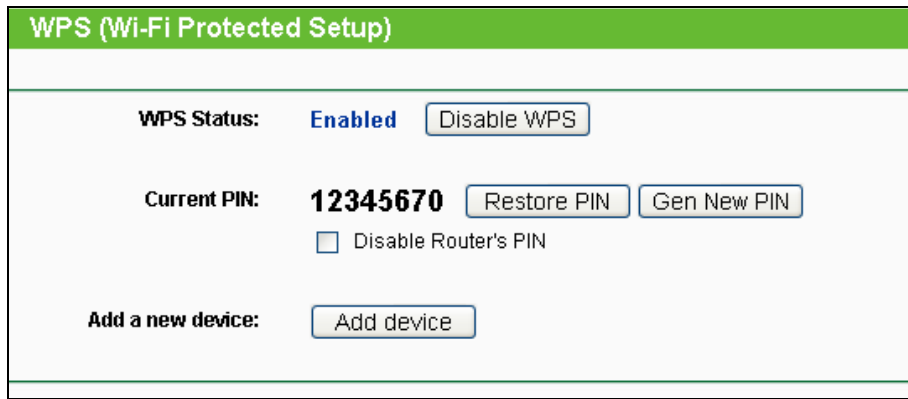 WPS (Wi-Fi Protected Setup)
WPS Status: Enabled Disable WPS
Current PIN: 12345670 Restore PIN Gen New PIN
Disable Router's PIN
Add a new device: Add device